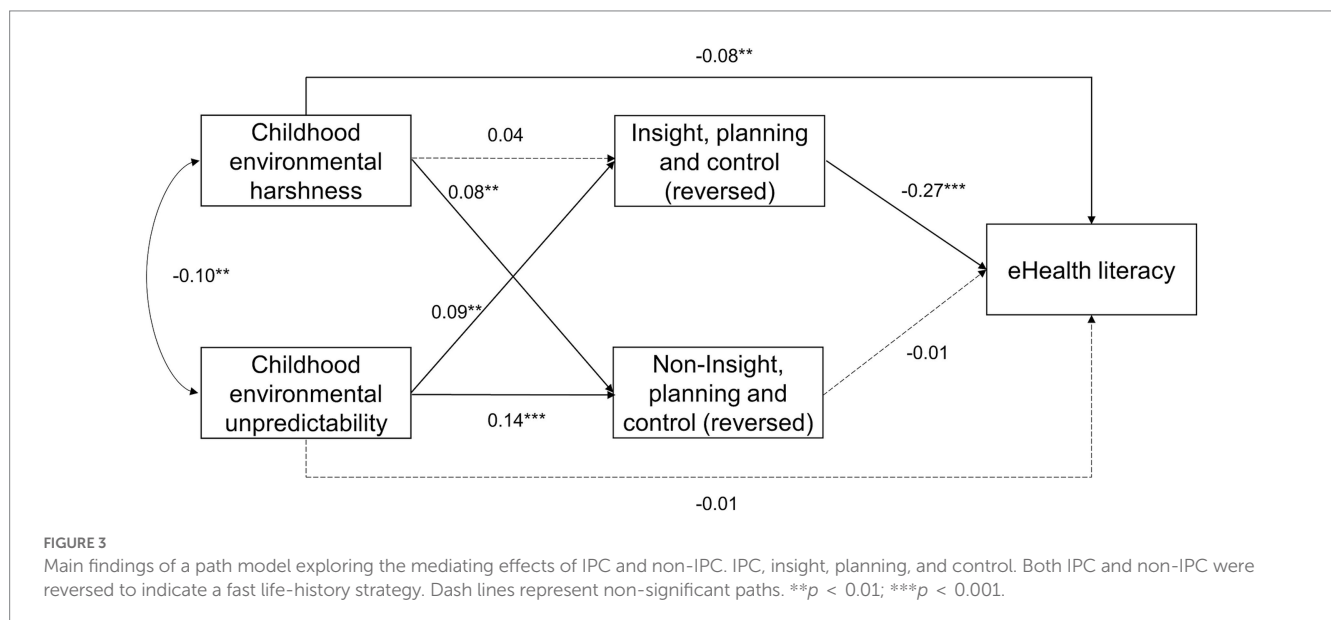 -0.08**
Childhood
environmental
harshness
0.04
Insight, planning
and control
(reversed)
0.08**
-0.27***
-0.10**
eHealth literacy
0.09**
Childhood
environmental
unpredictability
0.14***
Non-Insight,
planning and
control (reversed)
-0.01
-0.01
FIGURE 3
Main findings of a path model exploring the mediating effects of IPC and non-IPC. IPC, insight, planning, and control. Both IPC and non-IPC were
reversed to indicate a fast life-history strategy. Dash lines represent non-significant paths. **p < 0.01; ***p < 0.001.